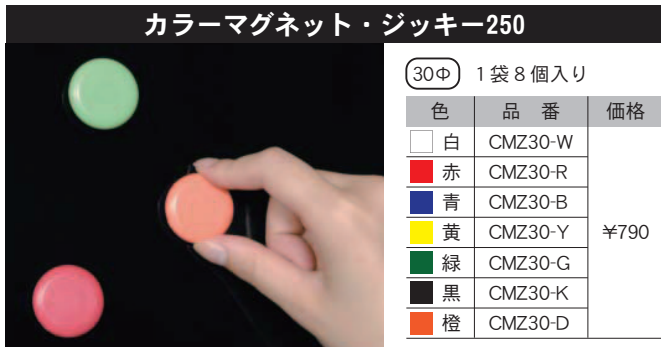 カラーマグネット・ジッキー250
30Φ 1袋8個入り
色 品番 価格
白 CMZ30-W
赤 CMZ30-R
青 CMZ30-B
黄 CMZ30-Y ¥790
緑 CMZ30-G
黒 CMZ30-K
橙 CMZ30-D